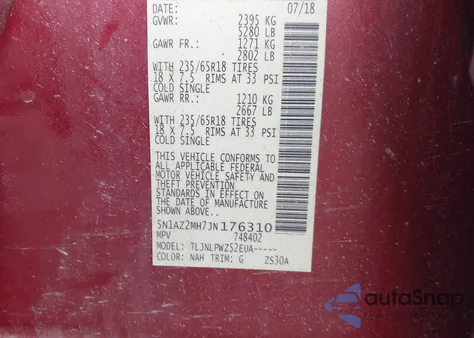 DATE: 07/18
GVWR: 2395 KG
5280 LB
GAWR FR.: 1271 KG
2802 LB
WITH 235/65R18 TIRES
18 X 7.5 RIMS AT 33 PSI
COLD SINGLE
GAWR RR.: 1210 KG
2667 LB
WITH 235/65R18 TIRES
18 X 7.5 RIMS AT 33 PSI
COLD SINGLE
THIS VEHICLE CONFORMS TO
ALL APPLICABLE FEDERAL
MOTOR VEHICLE SAFETY AND
THEFT PREVENTION
STANDARDS IN EFFECT ON
THE DATE OF MANUFACTURE
SHOWN ABOVE.
5N1AZ2MH7JN176310
MPV 748402
MODEL: TLJNLPWZS2EUA-----
COLOR: NAH TRIM: G ZS30A
autoSnap